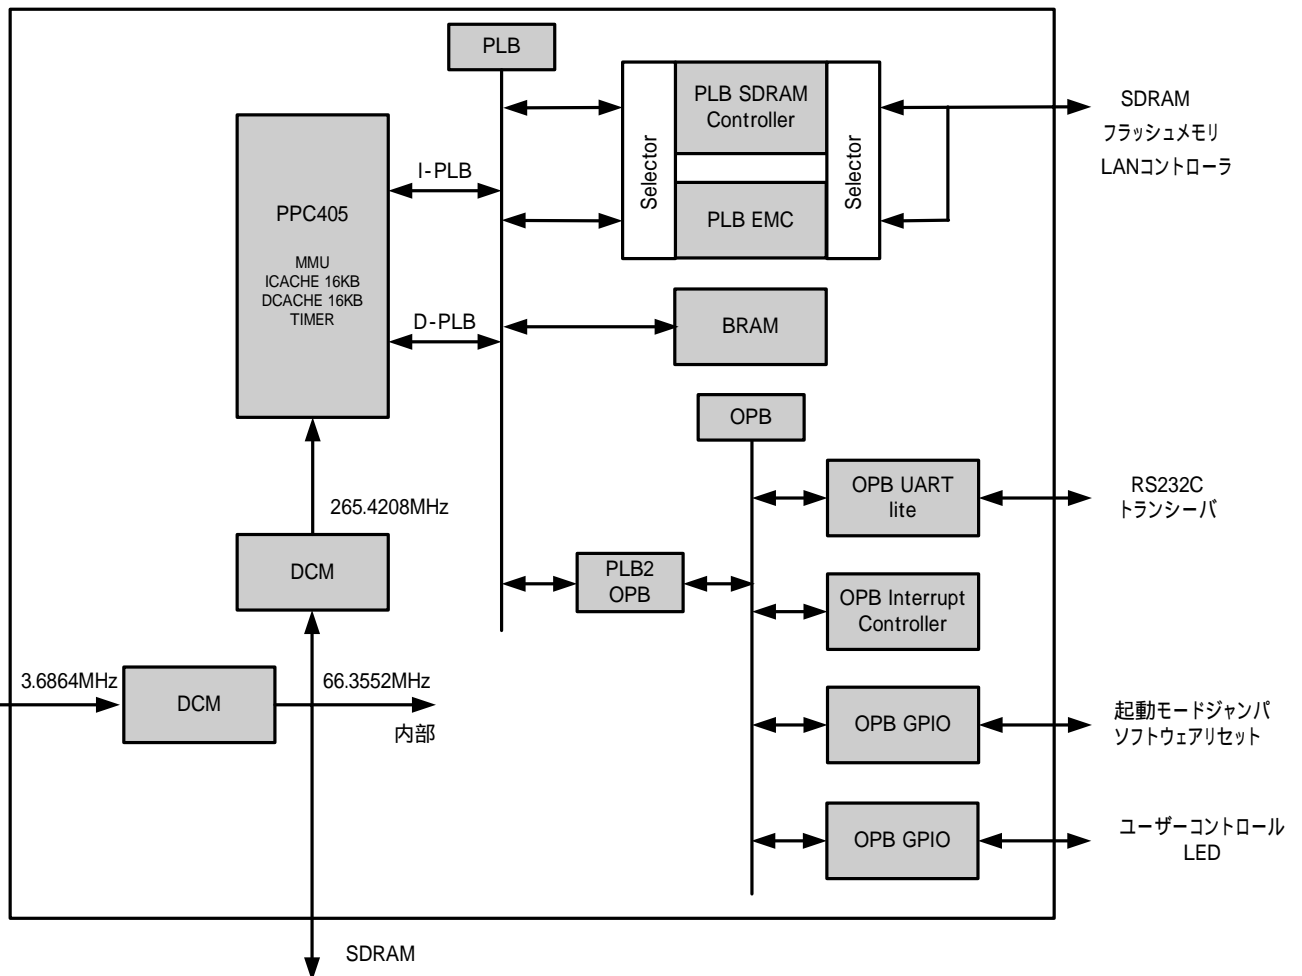 PLB
PLB SDRAM
Controller
Selector
Selector
PLB EMC
SDRAM
フラッシュメモリ
LANコントローラ
I-PLB
PPC405
MMU
ICACHE 16KB
DCACHE 16KB
TIMER
D-PLB
BRAM
OPB
265.4208MHz
DCM
PLB2
OPB
OPB UART
lite
RS232C
トランシーバ
OPB Interrupt
Controller
3.6864MHz
DCM
66.3552MHz
内部
OPB GPIO
起動モードジャンパ
ソフトウェアリセット
OPB GPIO
ユーザーコントロール
LED
SDRAM